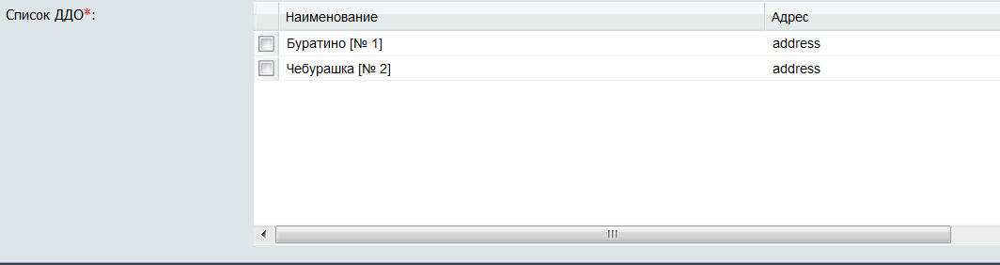 Список ДДО*:
Наименование Адрес
Буратино [№ 1] address
Чебурашка [№ 2] address